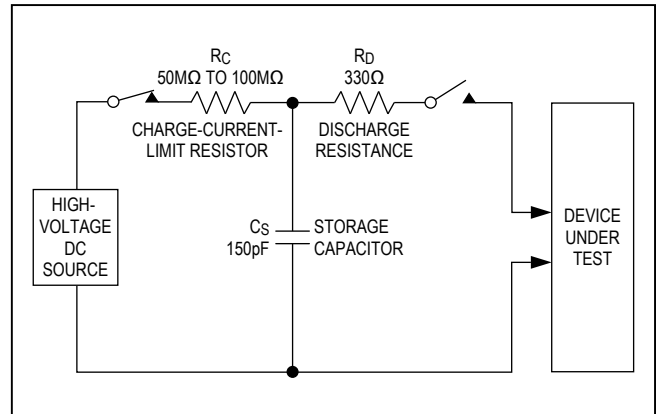 RC
50MΩ TO 100MΩ
CHARGE-CURRENT-
LIMIT RESISTOR
RD
330Ω
DISCHARGE
RESISTANCE
HIGH-
VOLTAGE
DC
SOURCE
CS
150pF
STORAGE
CAPACITOR
DEVICE
UNDER
TEST